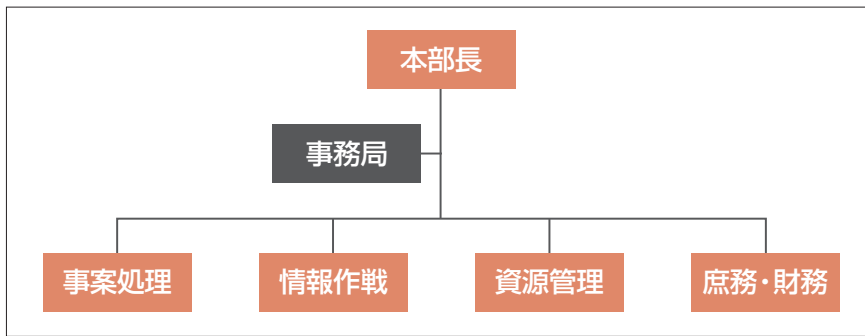 本部長
事務局
事案処理
情報作戦
資源管理
庶務・財務